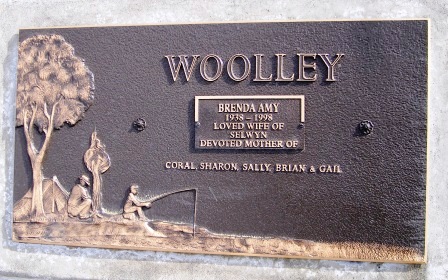 WOOLLEY
BRENDA AMY
1938 – 1998
LOVED WIFE OF
SELWYN
DEVOTED MOTHER OF
CORAL, SHARON, SALLY, BRIAN & GAIL